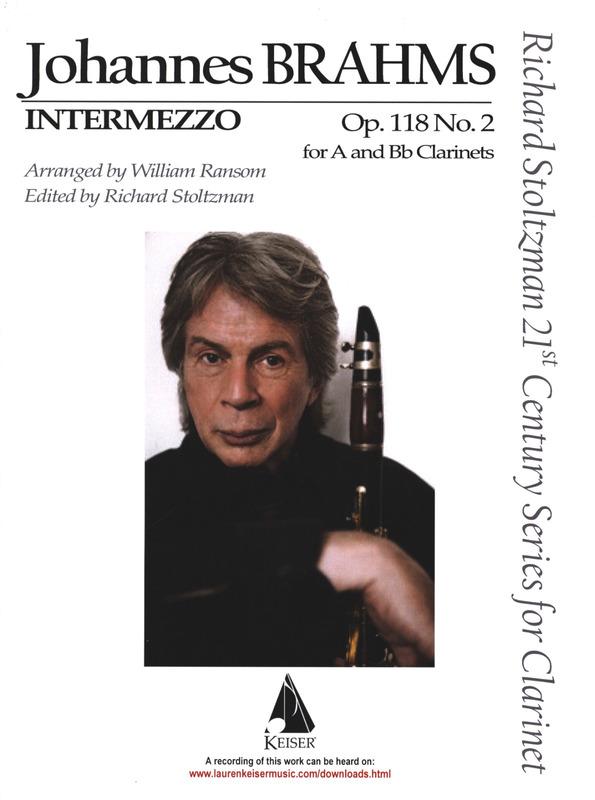 Johannes BRAHMS
INTERMEZZO
Op. 118 No. 2
for A and Bb Clarinets
Arranged by William Ransom
Edited by Richard Stoltzman
Richard Stoltzman 21st Century Series for Clarinet
KEISER
A recording of this work can be heard on:
www.laurenkeisermusic.com/downloads.html